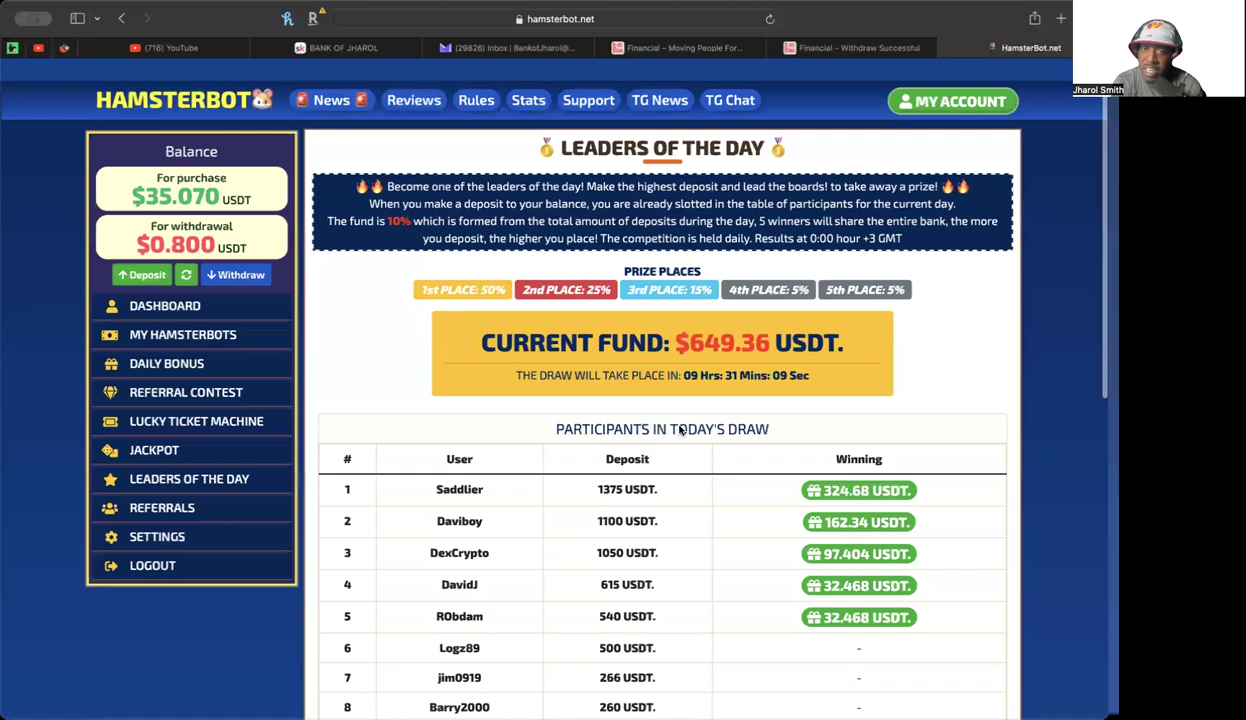 hamsterbot.net
(716) YouTube
BANK OF JHAROL
(29826) Inbox | BankofJharol@...
Financial – Moving People For...
Financial - Withdraw Successful
HamsterBot.net
Jharol Smith
HAMSTERBOT
News
Reviews
Rules
Stats
Support
TG News
TG Chat
MY ACCOUNT
Balance
For purchase
$35.070 USDT
For withdrawal
$0.800 USDT
Deposit
Withdraw
DASHBOARD
MY HAMSTERBOTS
DAILY BONUS
REFERRAL CONTEST
LUCKY TICKET MACHINE
JACKPOT
LEADERS OF THE DAY
REFERRALS
SETTINGS
LOGOUT
LEADERS OF THE DAY
Become one of the leaders of the day! Make the highest deposit and lead the boards! to take away a prize!
When you make a deposit to your balance, you are already slotted in the table of participants for the current day.
The fund is 10% which is formed from the total amount of deposits during the day, 5 winners will share the entire bank, the more
you deposit, the higher you place! The competition is held daily. Results at 0:00 hour +3 GMT
PRIZE PLACES
1st PLACE: 50% 2nd PLACE: 25% 3rd PLACE: 15% 4th PLACE: 5% 5th PLACE: 5%
CURRENT FUND: $649.36 USDT.
THE DRAW WILL TAKE PLACE IN: 09 Hrs: 31 Mins: 09 Sec
PARTICIPANTS IN TODAY'S DRAW
# User Deposit Winning
1 Saddlier 1375 USDT. 324.68 USDT.
2 Daviboy 1100 USDT. 162.34 USDT.
3 DexCrypto 1050 USDT. 97.404 USDT.
4 DavidJ 615 USDT. 32.468 USDT.
5 R0bdam 540 USDT. 32.468 USDT.
6 Logz89 500 USDT. -
7 jim0919 266 USDT. -
8 Barry2000 260 USDT. -